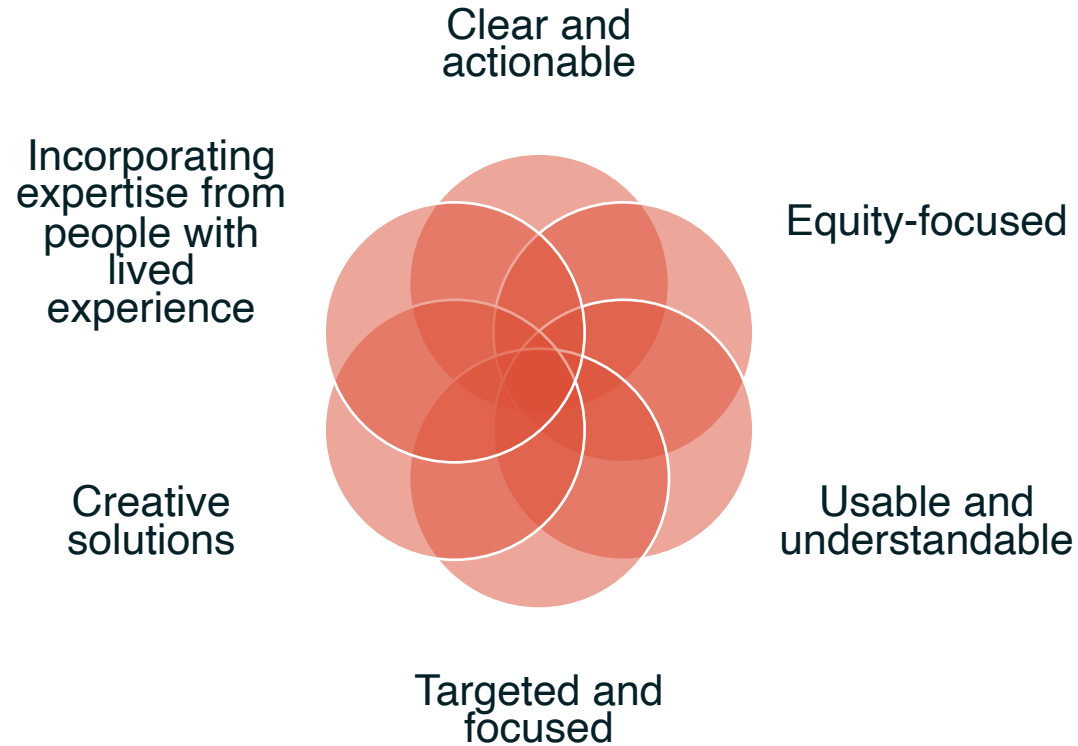 Clear and
actionable
Incorporating
expertise from
people with
lived
experience
Equity-focused
Creative
solutions
Usable and
understandable
Targeted and
focused